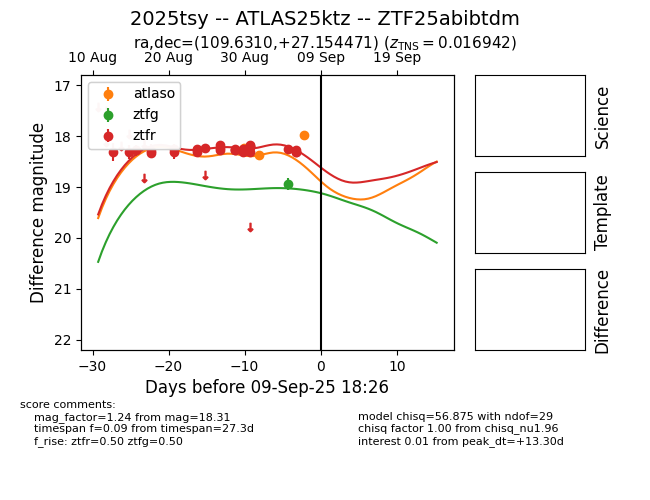 2025tsy -- ATLAS25ktz -- ZTF25abibtdm
ra,dec=(109.6310,+27.154471) (zTNS = 0.016942)
10 Aug 20 Aug 30 Aug 09 Sep 19 Sep
atlaso
ztfg
ztfr
17
18
19
20
21
22
Difference magnitude
−30 −20 −10 0 10
Days before 09-Sep-25 18:26
Science
Template
Difference
score comments:
mag_factor=1.24 from mag=18.31
timespan f=0.09 from timespan=27.3d
f_rise: ztfr=0.50 ztfg=0.50
model chisq=56.875 with ndof=29
chisq factor 1.00 from chisq_nu1.96
interest 0.01 from peak_dt=+13.30d